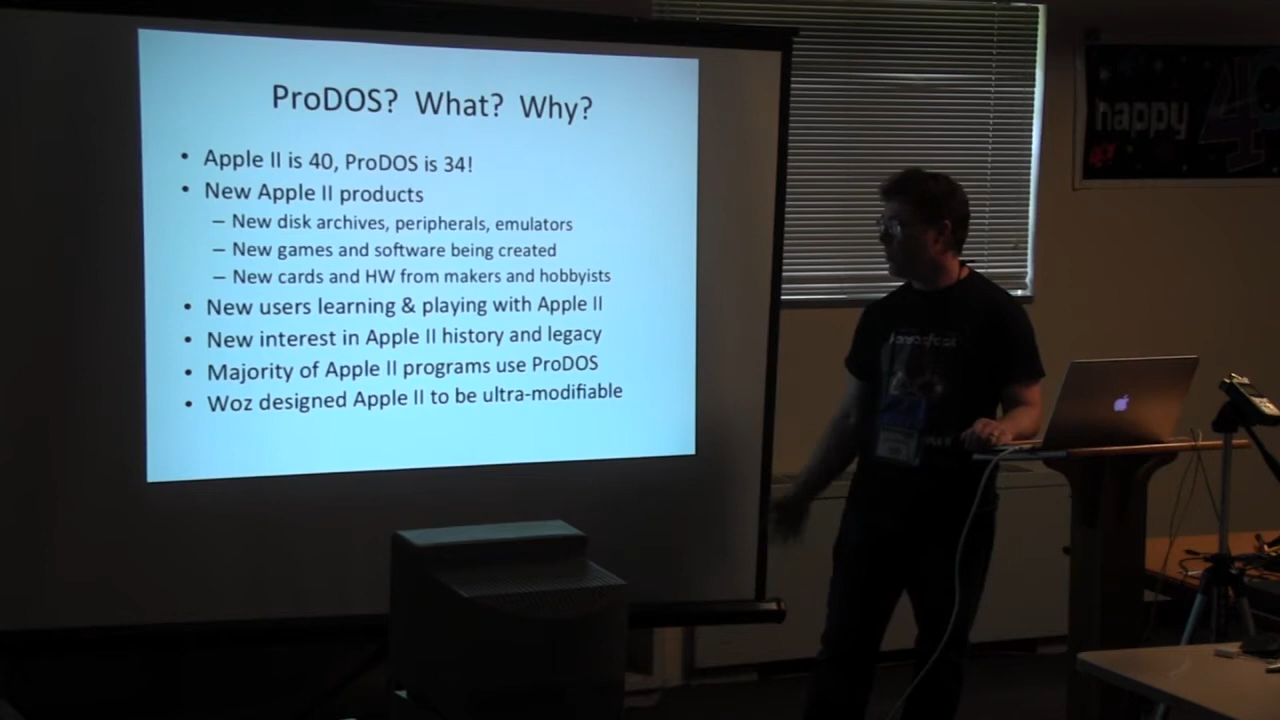 ProDOS? What? Why?
• Apple II is 40, ProDOS is 34!
• New Apple II products
– New disk archives, peripherals, emulators
– New games and software being created
– New cards and HW from makers and hobbyists
• New users learning & playing with Apple II
• New interest in Apple II history and legacy
• Majority of Apple II programs use ProDOS
• Woz designed Apple II to be ultra-modifiable
happy